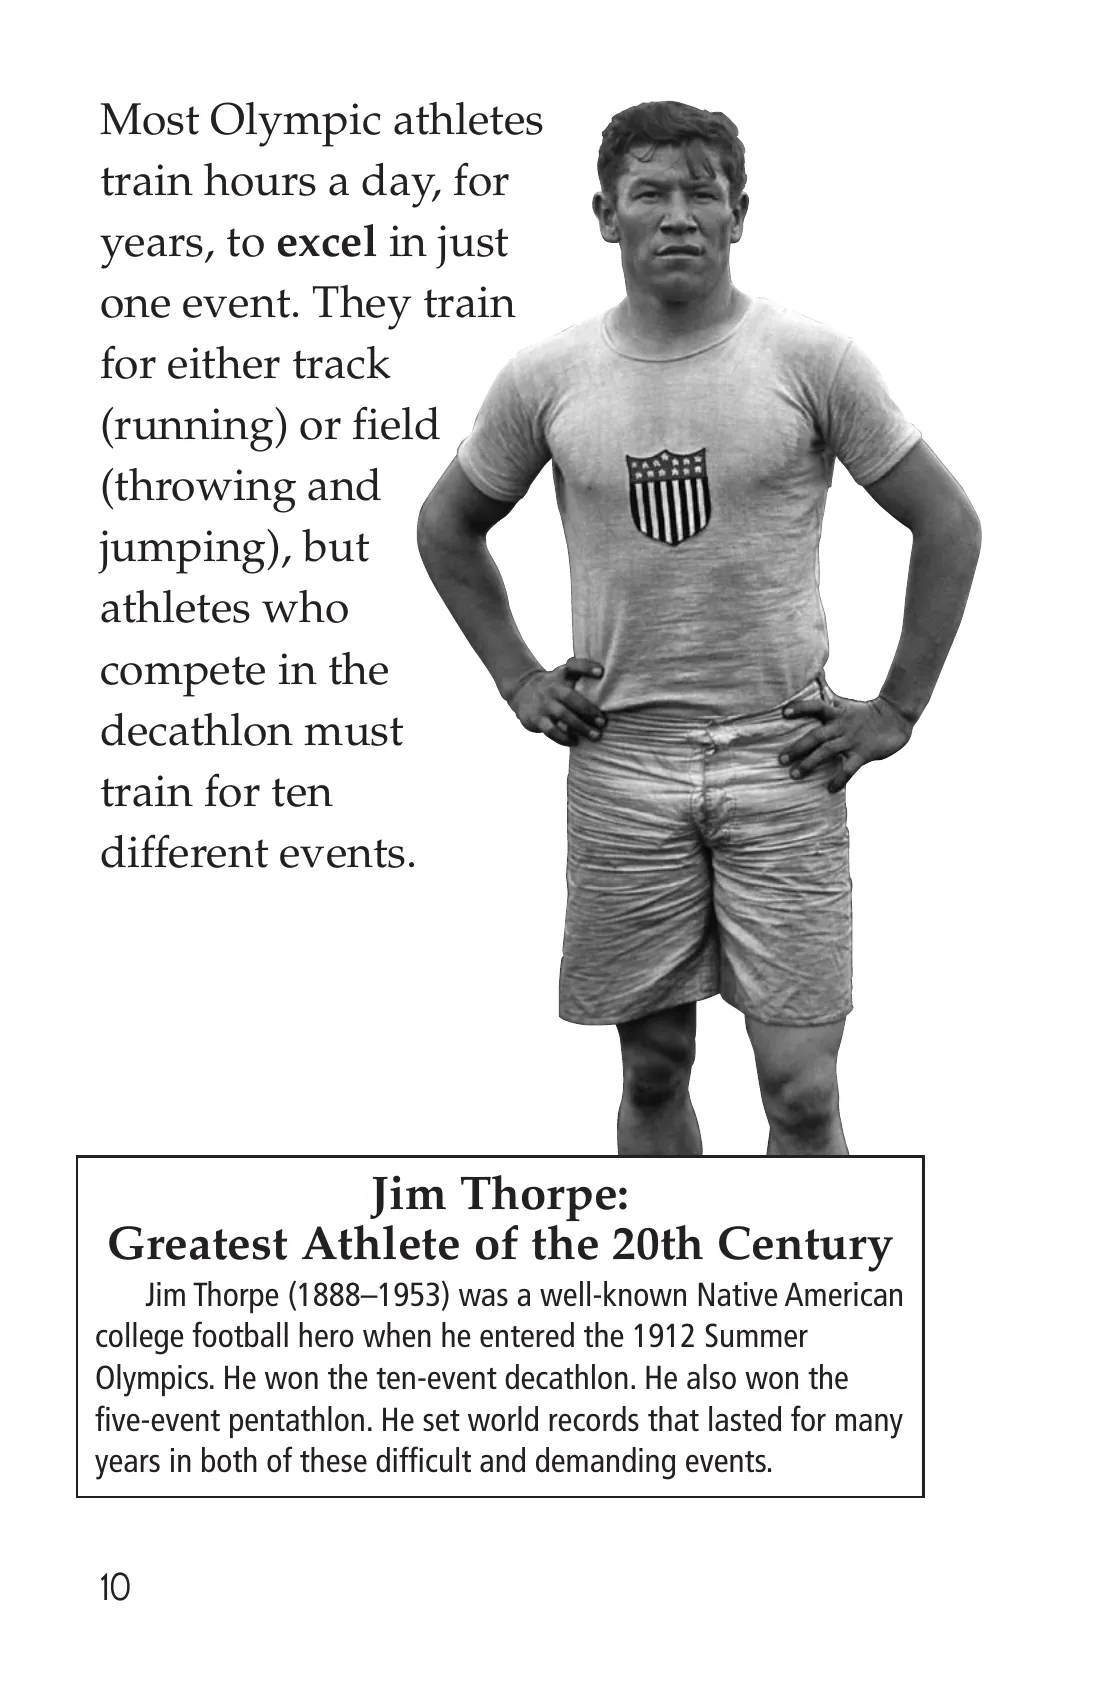 Most Olympic athletes
train hours a day, for
years, to excel in just
one event. They train
for either track
(running) or field
(throwing and
jumping), but
athletes who
compete in the
decathlon must
train for ten
different events.
Jim Thorpe:
Greatest Athlete of the 20th Century
Jim Thorpe (1888–1953) was a well-known Native American
college football hero when he entered the 1912 Summer
Olympics. He won the ten-event decathlon. He also won the
five-event pentathlon. He set world records that lasted for many
years in both of these difficult and demanding events.
10